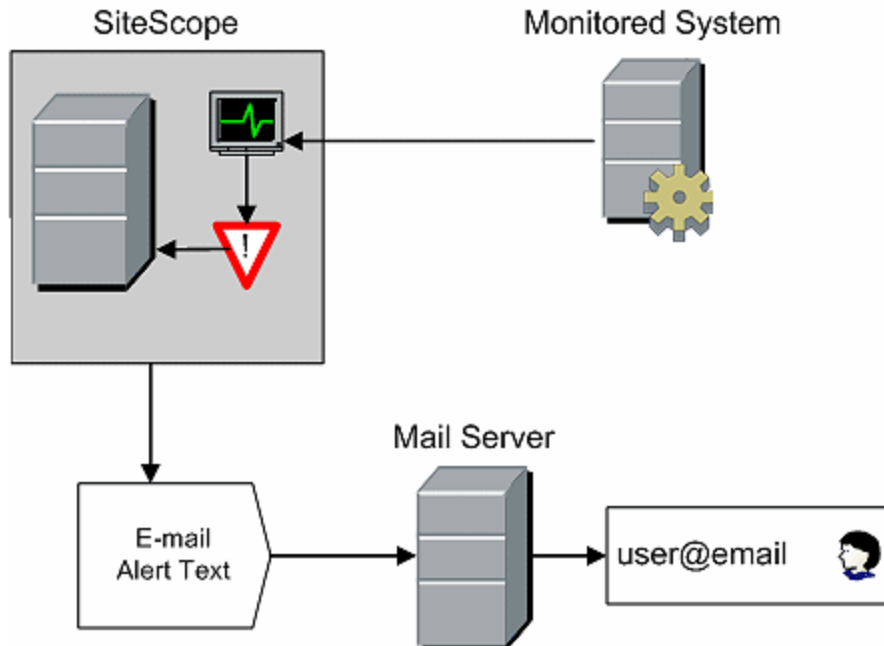 SiteScope
Monitored System
!
Mail Server
E-mail
Alert Text
user@email